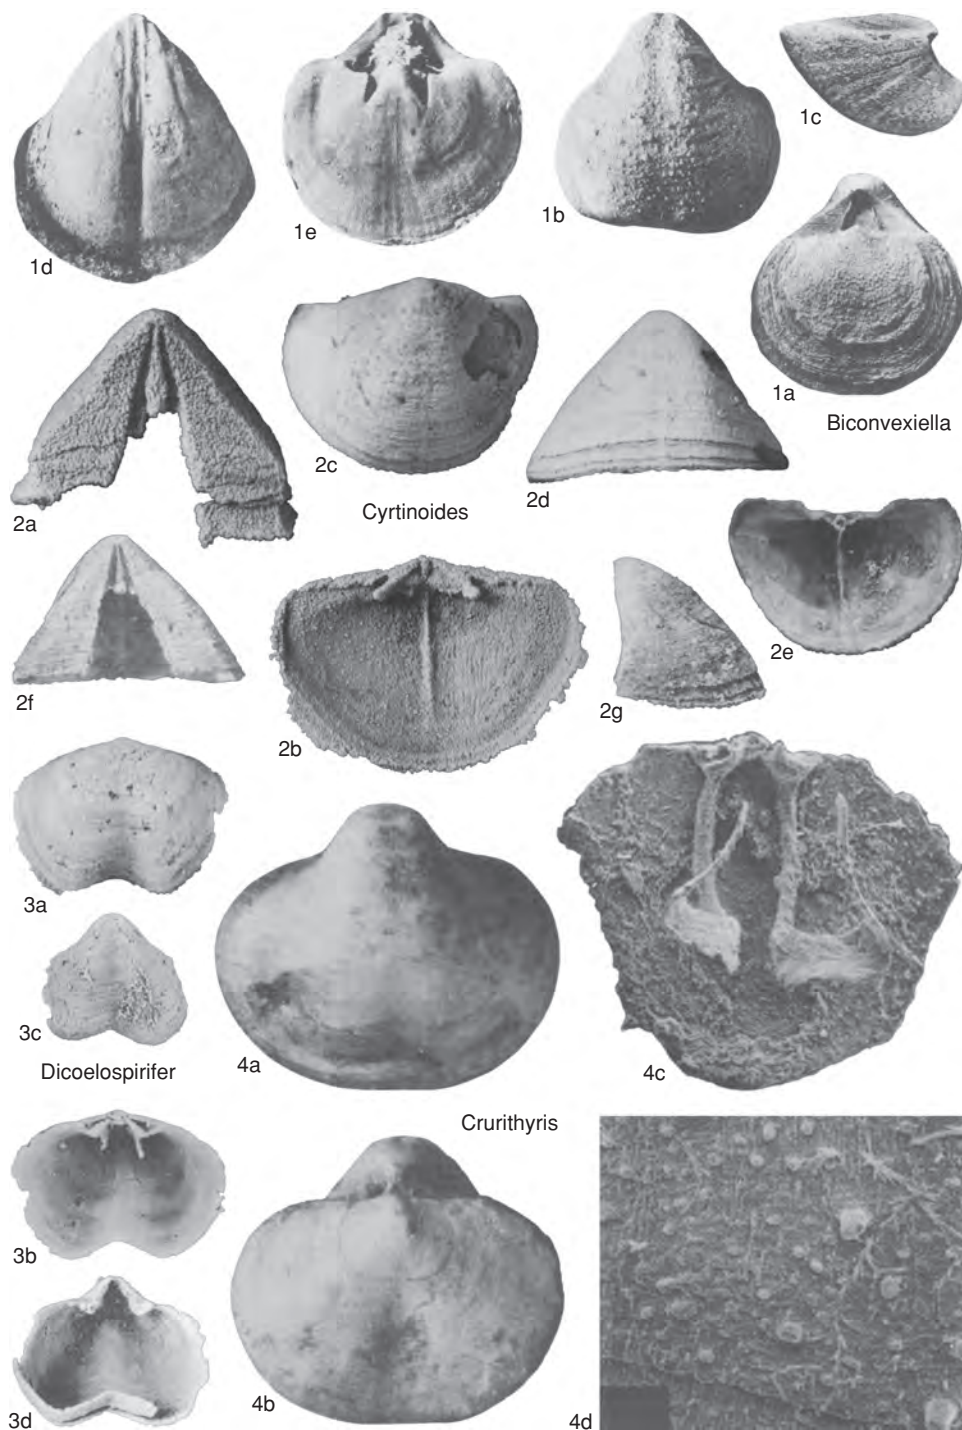 1d
1e
1b
1c
1a
Biconvexiella
2a
2c
2d
Cyrtinoides
2f
2b
2g
2e
3a
3c
4a
4c
Dicoelospirifer
Crurithyris
3b
3d
4b
4d